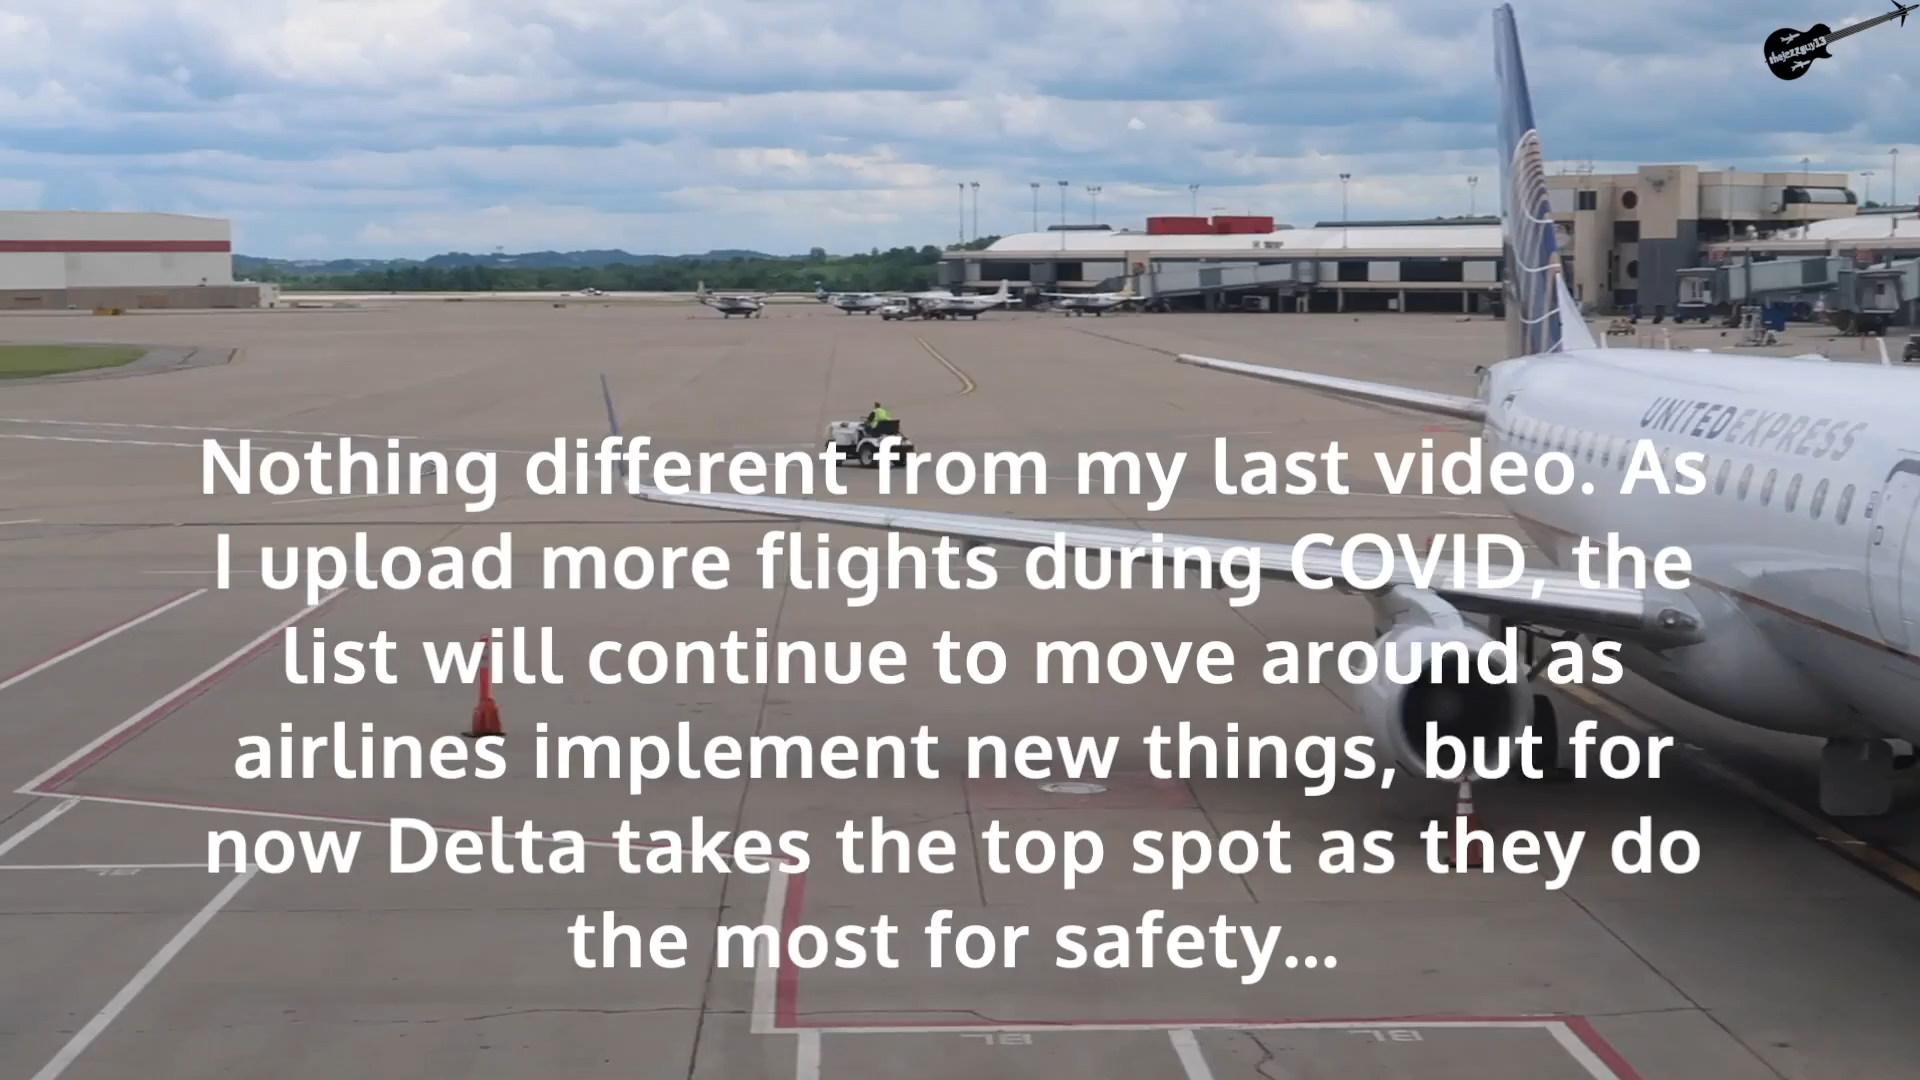 thejazzguy13
UNITED EXPRESS
Nothing different from my last video. As
I upload more flights during COVID, the
list will continue to move around as
airlines implement new things, but for
now Delta takes the top spot as they do
the most for safety...